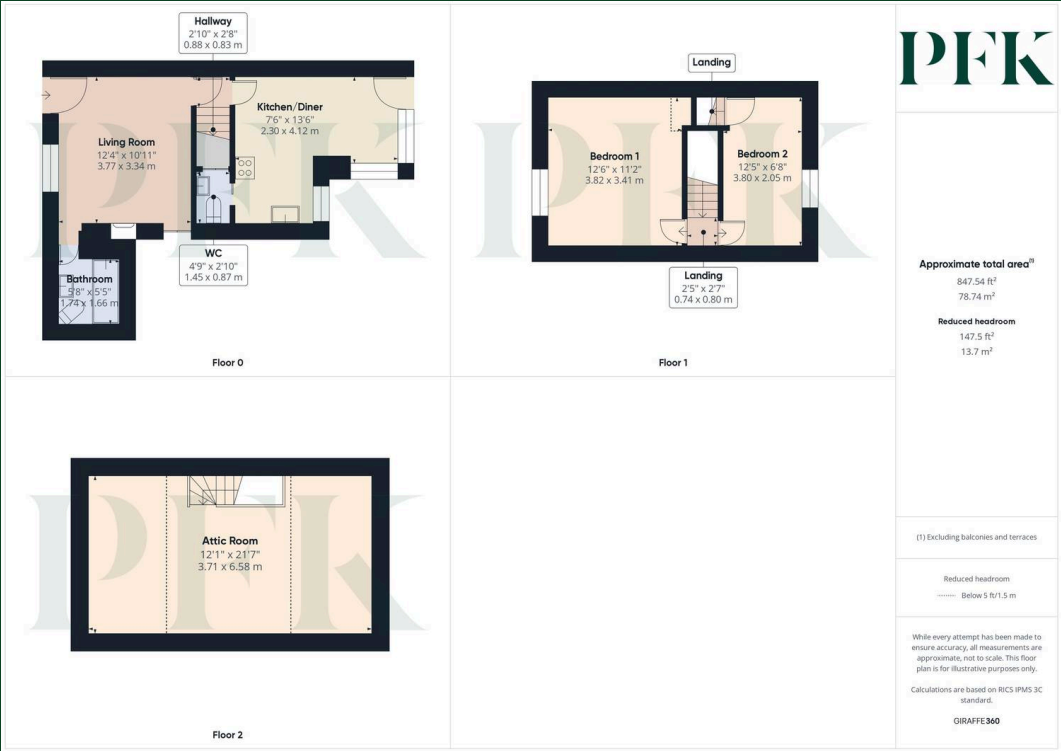 Hallway
2'10" x 2'8"
0.88 x 0.83 m
Kitchen/Diner
7'6" x 13'6"
2.30 x 4.12 m
Living Room
12'4" x 10'11"
3.77 x 3.34 m
WC
4'9" x 2'10"
1.45 x 0.87 m
Bathroom
5'8" x 5'5"
1.74 x 1.66 m
Floor 0
Landing
Bedroom 1
12'6" x 11'2"
3.82 x 3.41 m
Bedroom 2
12'5" x 6'8"
3.80 x 2.05 m
Landing
2'5" x 2'7"
0.74 x 0.80 m
Floor 1
Attic Room
12'1" x 21'7"
3.71 x 6.58 m
Floor 2
PFK
PFK
PFK
PFK
Approximate total area(1)
847.54 ft²
78.74 m²
Reduced headroom
147.5 ft²
13.7 m²
(1) Excluding balconies and terraces
Reduced headroom
Below 5 ft/1.5 m
While every attempt has been made to
ensure accuracy, all measurements are
approximate, not to scale. This floor
plan is for illustrative purposes only.
Calculations are based on RICS IPMS 3C
standard.
GIRAFFE360